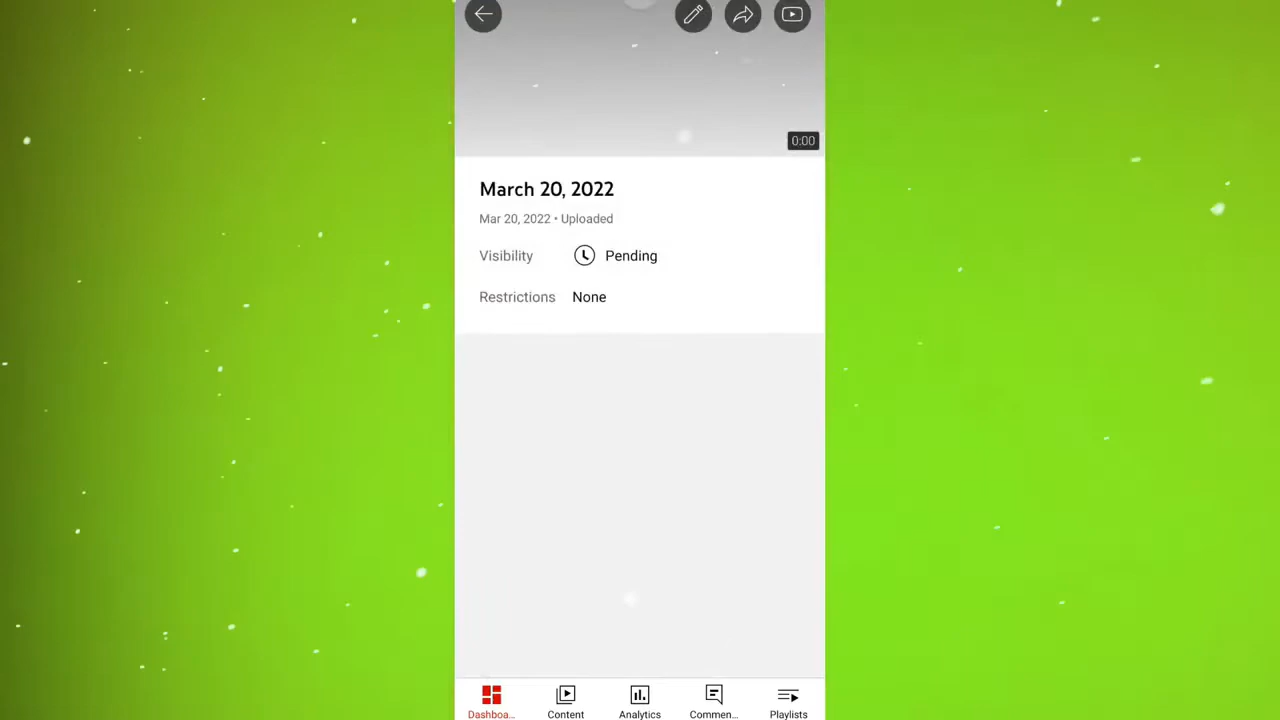 0:00
March 20, 2022
Mar 20, 2022 • Uploaded
Visibility Pending
Restrictions None
Dashboa... Content Analytics Commen... Playlists